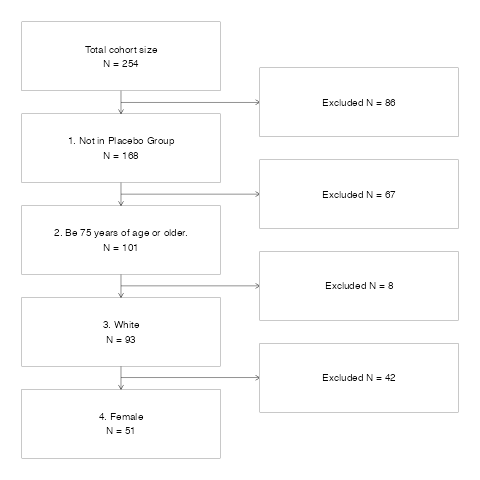 Total cohort size
N = 254
Excluded N = 86
1. Not in Placebo Group
N = 168
Excluded N = 67
2. Be 75 years of age or older.
N = 101
Excluded N = 8
3. White
N = 93
Excluded N = 42
4. Female
N = 51